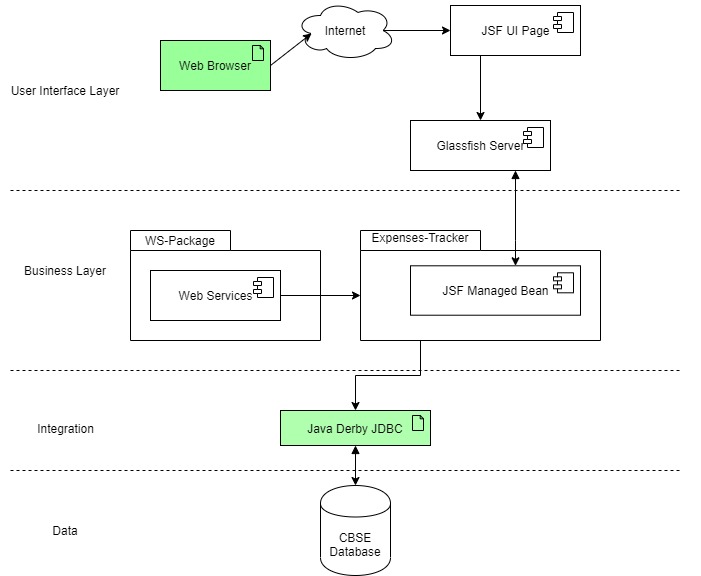 Internet
JSF UI Page
Web Browser
User Interface Layer
Glassfish Server
WS-Package
Expenses-Tracker
Business Layer
Web Services
JSF Managed Bean
Integration
Java Derby JDBC
Data
CBSE
Database